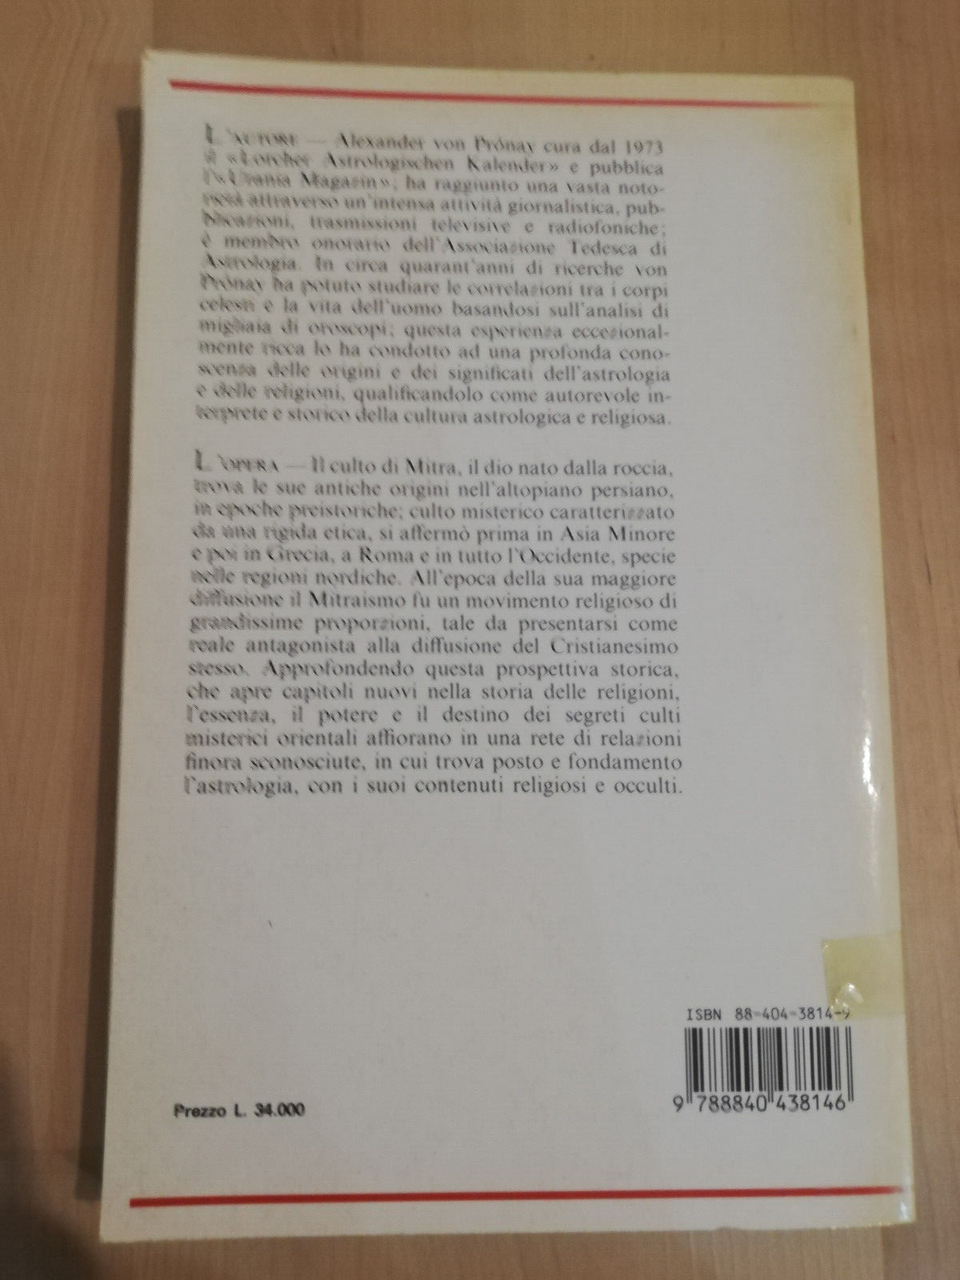 L'AUTORE — Alexander von Prónay cura dal 1973
il «Lorcher Astrologischen Kalender» e pubblica
l'«Urania Magazin»; ha raggiunto una vasta noto-
rietà attraverso un'intensa attività giornalistica, pub-
blicazioni, trasmissioni televisive e radiofoniche;
è membro onorario dell'Associazione Tedesca di
Astrologia. In circa quarant'anni di ricerche von
Prónay ha potuto studiare le correlazioni tra i corpi
celesti e la vita dell'uomo basandosi sull'analisi di
migliaia di oroscopi; questa esperienza eccezional-
mente ricca lo ha condotto ad una profonda cono-
scenza delle origini e dei significati dell'astrologia
e delle religioni, qualificandolo come autorevole in-
terprete e storico della cultura astrologica e religiosa.
L'OPERA — Il culto di Mitra, il dio nato dalla roccia,
trova le sue antiche origini nell'altopiano persiano,
in epoche preistoriche; culto misterico caratterizzato
da una rigida etica, si affermò prima in Asia Minore
e poi in Grecia, a Roma e in tutto l'Occidente, specie
nelle regioni nordiche. All'epoca della sua maggiore
diffusione il Mitraismo fu un movimento religioso di
grandissime proporzioni, tale da presentarsi come
reale antagonista alla diffusione del Cristianesimo
stesso. Approfondendo questa prospettiva storica,
che apre capitoli nuovi nella storia delle religioni,
l'essenza, il potere e il destino dei segreti culti
misterici orientali affiorano in una rete di relazioni
finora sconosciute, in cui trova posto e fondamento
l'astrologia, con i suoi contenuti religiosi e occulti.
ISBN 88-404-3814-9
9 788840 438146
Prezzo L. 34.000